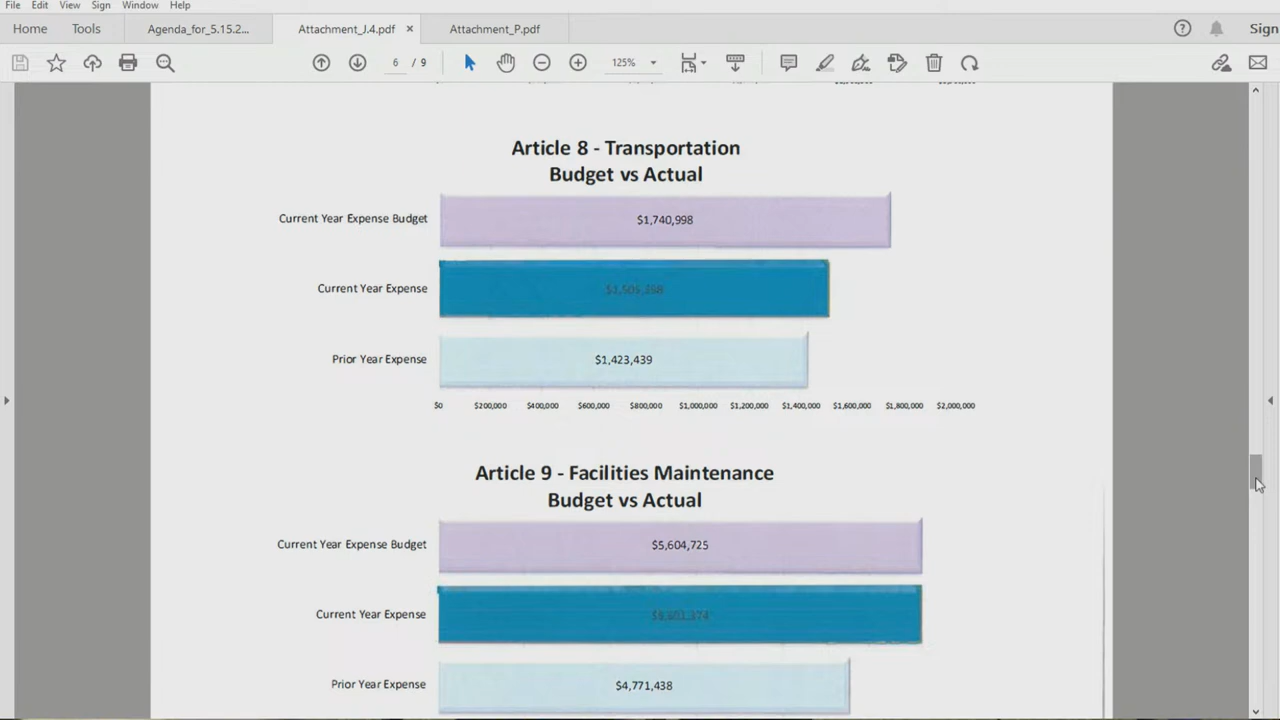 File Edit View Sign Window Help
Home Tools Agenda_for_5.15.2... Attachment_J.4.pdf × Attachment_P.pdf Sign
6 / 9 125%
Article 8 - Transportation
Budget vs Actual
Current Year Expense Budget $1,740,998
Current Year Expense
Prior Year Expense $1,423,439
$0 $200,000 $400,000 $600,000 $800,000 $1,000,000 $1,200,000 $1,400,000 $1,600,000 $1,800,000 $2,000,000
Article 9 - Facilities Maintenance
Budget vs Actual
Current Year Expense Budget $5,604,725
Current Year Expense
Prior Year Expense $4,771,438